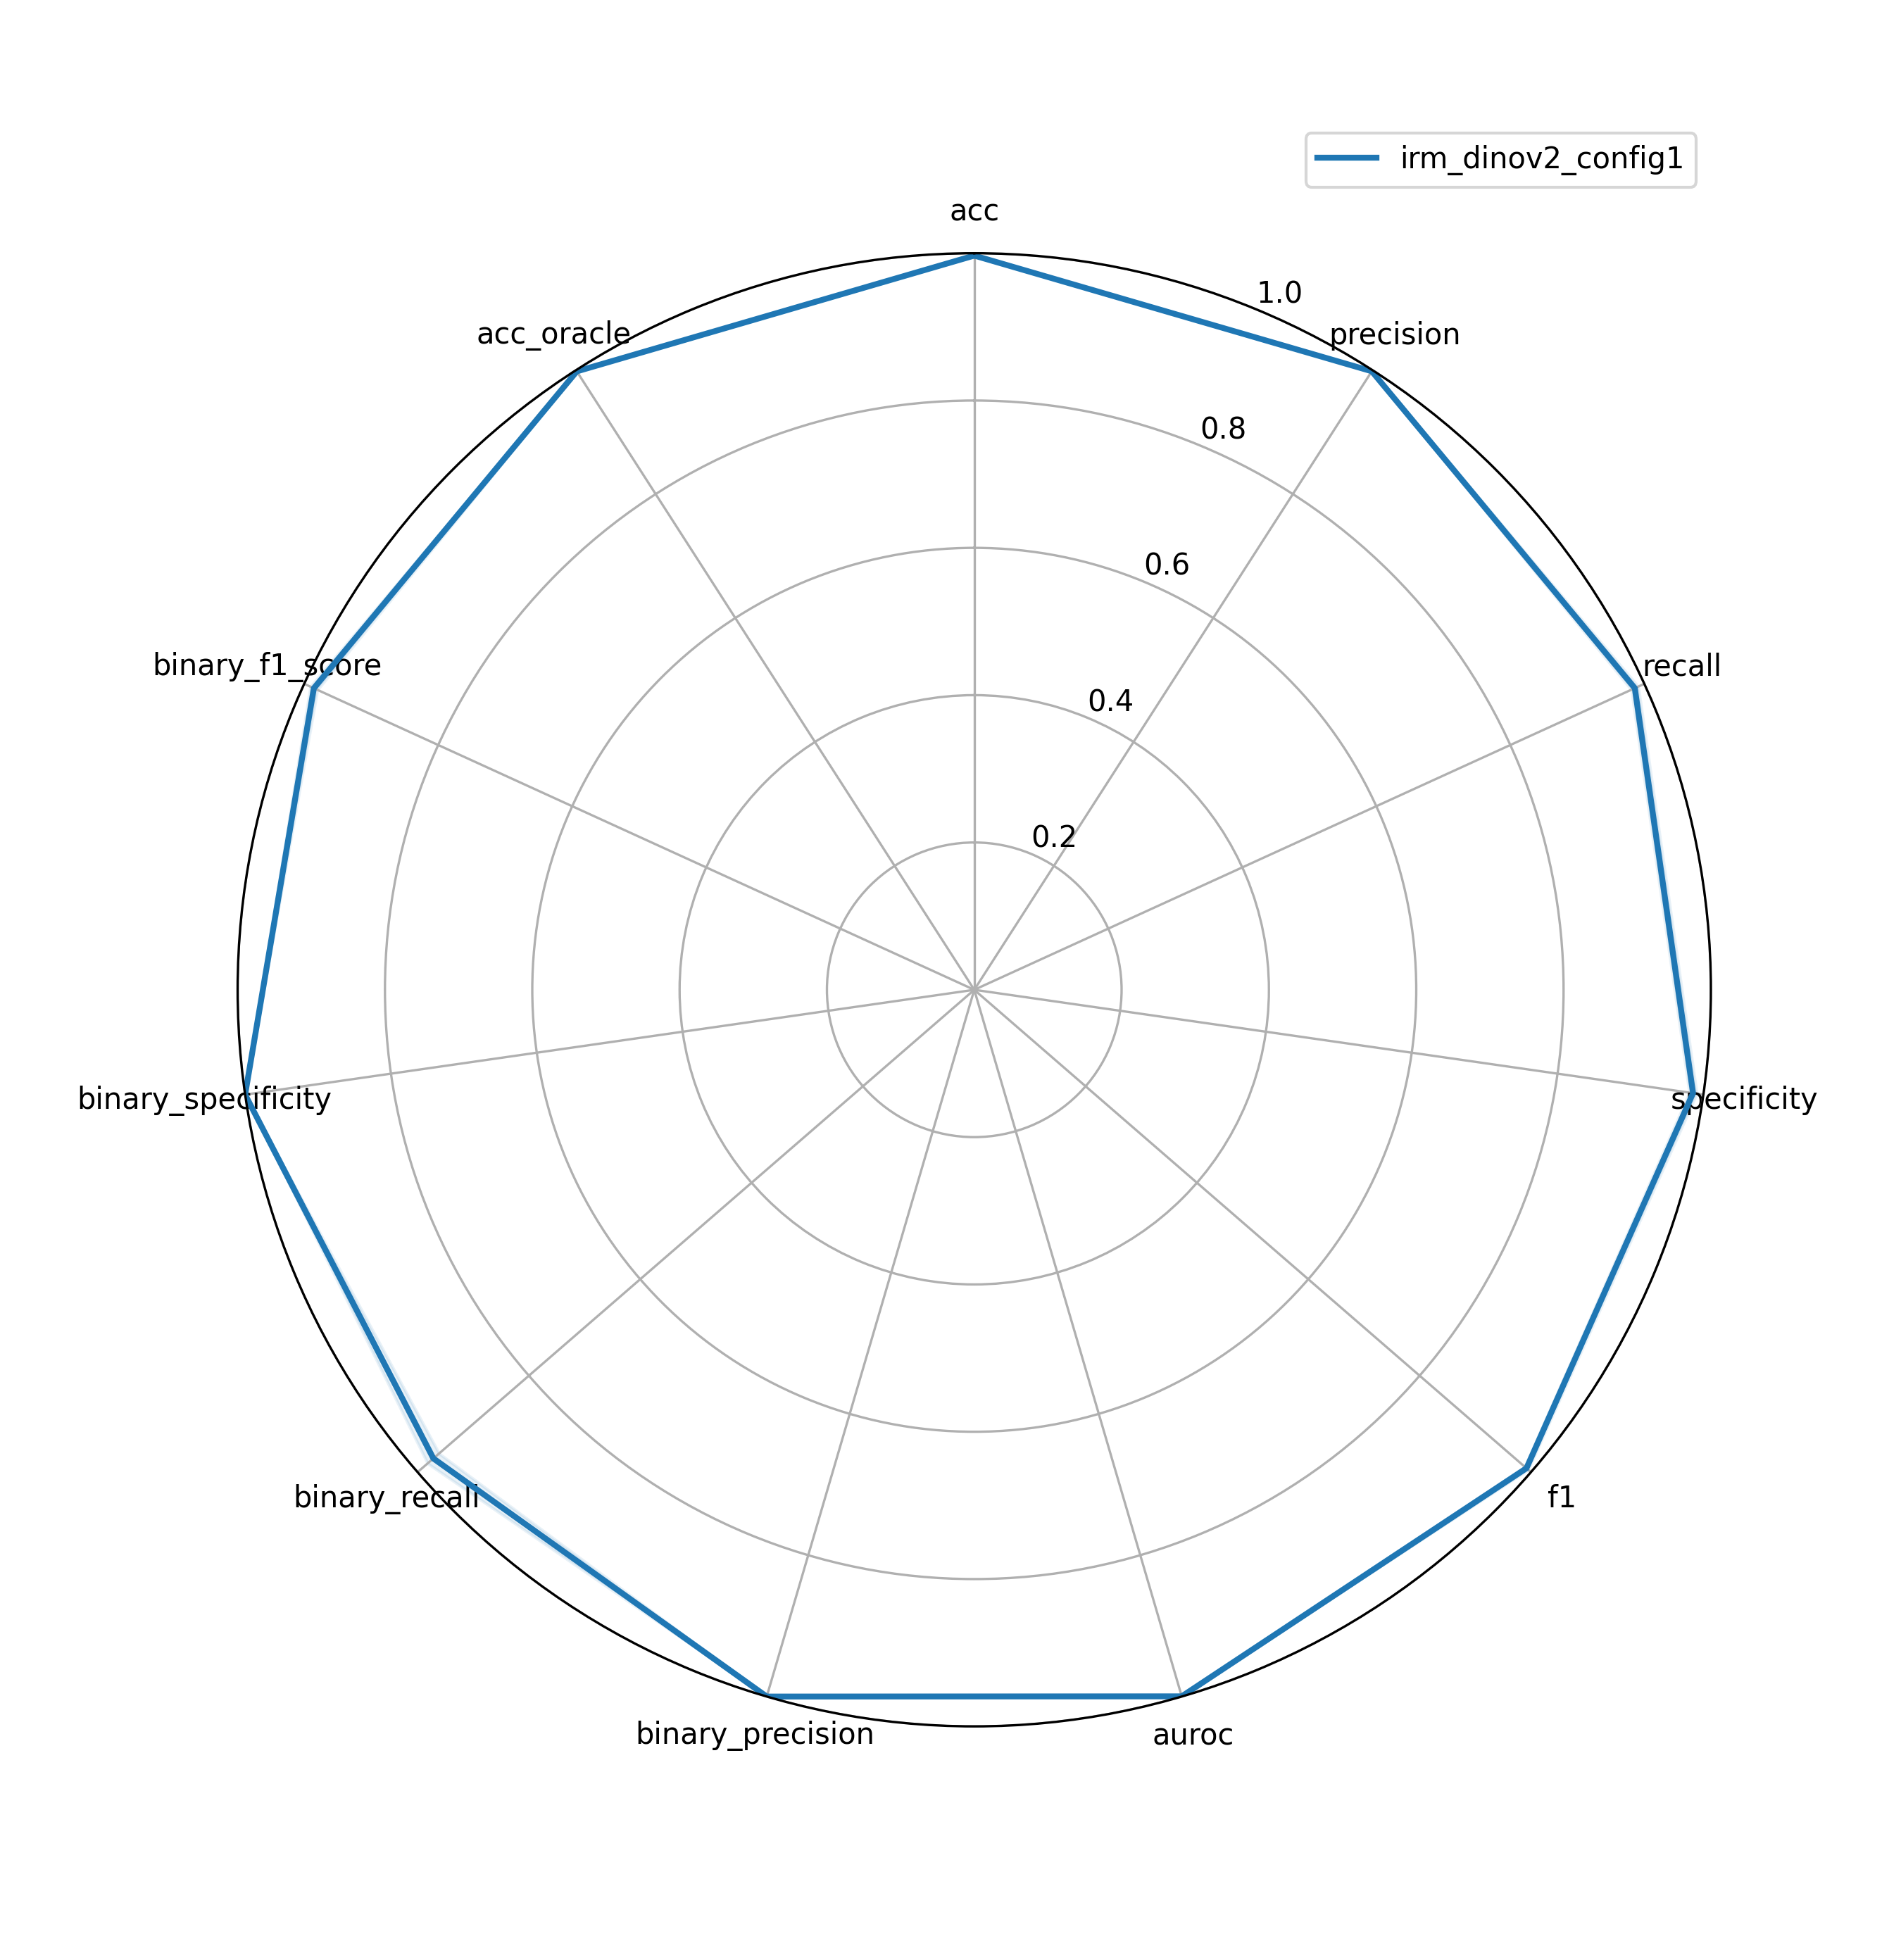 irm_dinov2_config1
acc
1.0
acc_oracle
precision
0.8
0.6
binary_f1_score
recall
0.4
0.2
binary_specificity
specificity
binary_recall
f1
binary_precision
auroc